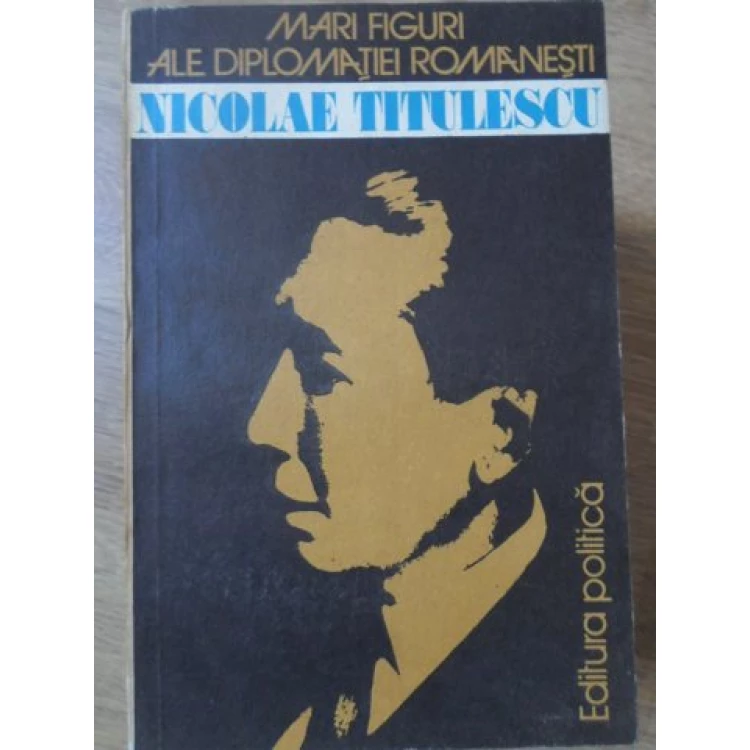 MARI FIGURI
ALE DIPLOMAȚIEI ROMÂNEȘTI
NICOLAE TITULESCU
Editura politică